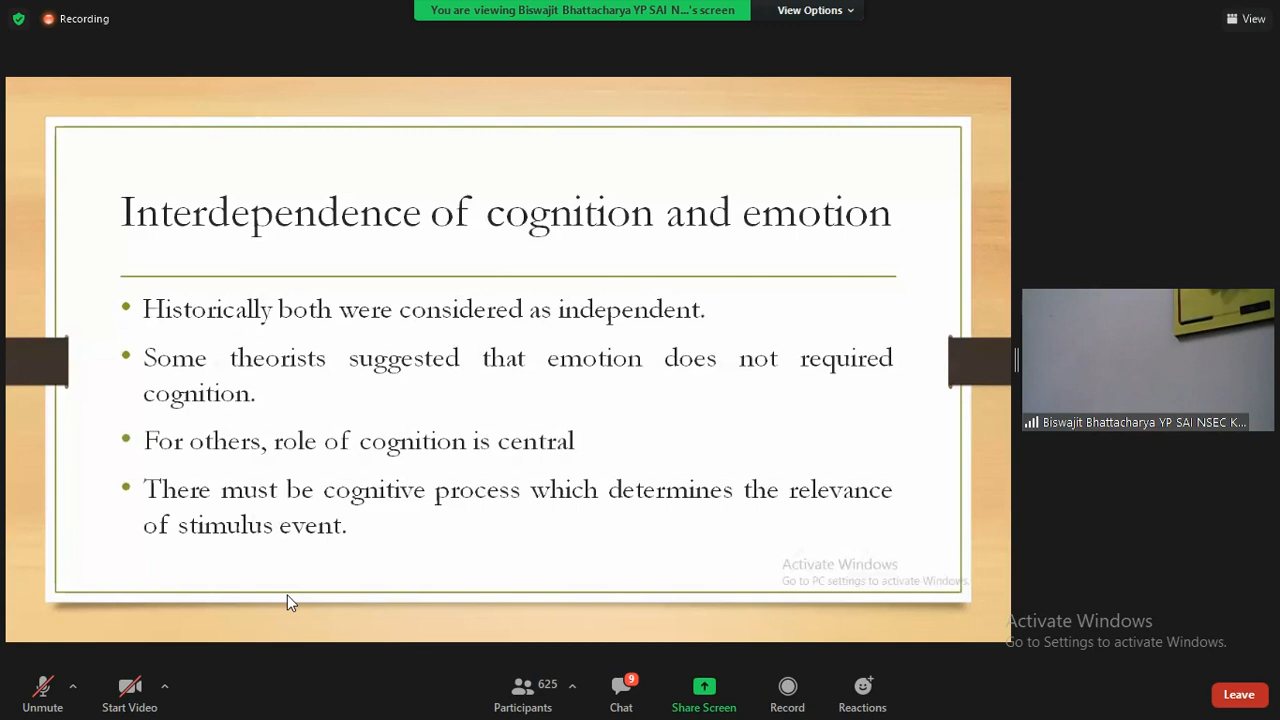 Recording
You are viewing Biswajit Bhattacharya YP SAI N...'s screen
View Options
View
Interdependence of cognition and emotion
• Historically both were considered as independent.
• Some theorists suggested that emotion does not required
cognition.
• For others, role of cognition is central
• There must be cognitive process which determines the relevance
of stimulus event.
Activate Windows
Go to PC settings to activate Windows.
Biswajit Bhattacharya YP SAI NSEC K...
Activate Windows
Go to Settings to activate Windows.
Unmute
Start Video
625
Participants
9
Chat
Share Screen
Record
Reactions
Leave